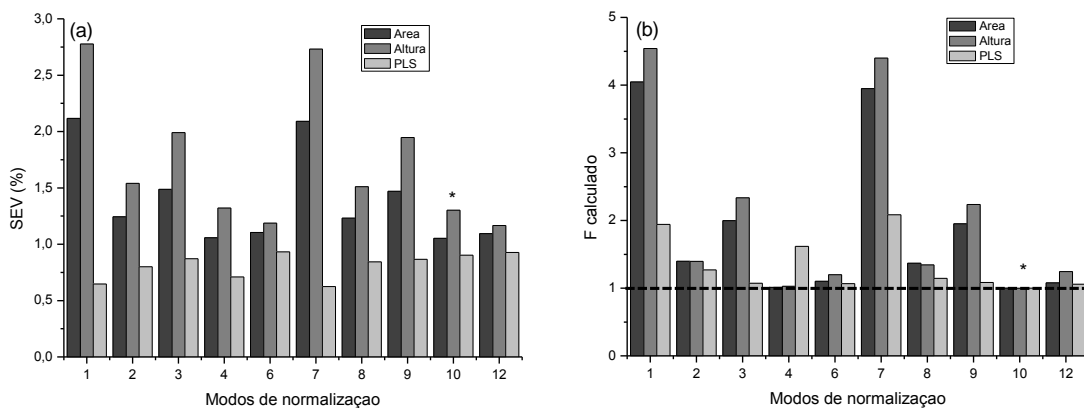 (a)
Area
Altura
PLS
3,0
2,5
2,0
1,5
1,0
0,5
0,0
SEV (%)
*
1 2 3 4 6 7 8 9 10 12
Modos de normalizaçao
(b)
Area
Altura
PLS
5
4
3
2
1
0
F calculado
*
1 2 3 4 6 7 8 9 10 12
Modos de normalizaçao